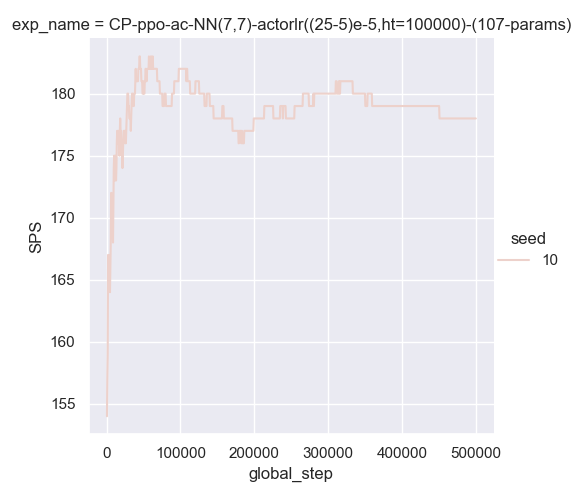 exp_name = CP-ppo-ac-NN(7,7)-actorlr((25-5)e-5,ht=100000)-(107-params)
180
175
170
165
160
155
SPS
0 100000 200000 300000 400000 500000
global_step
seed
10